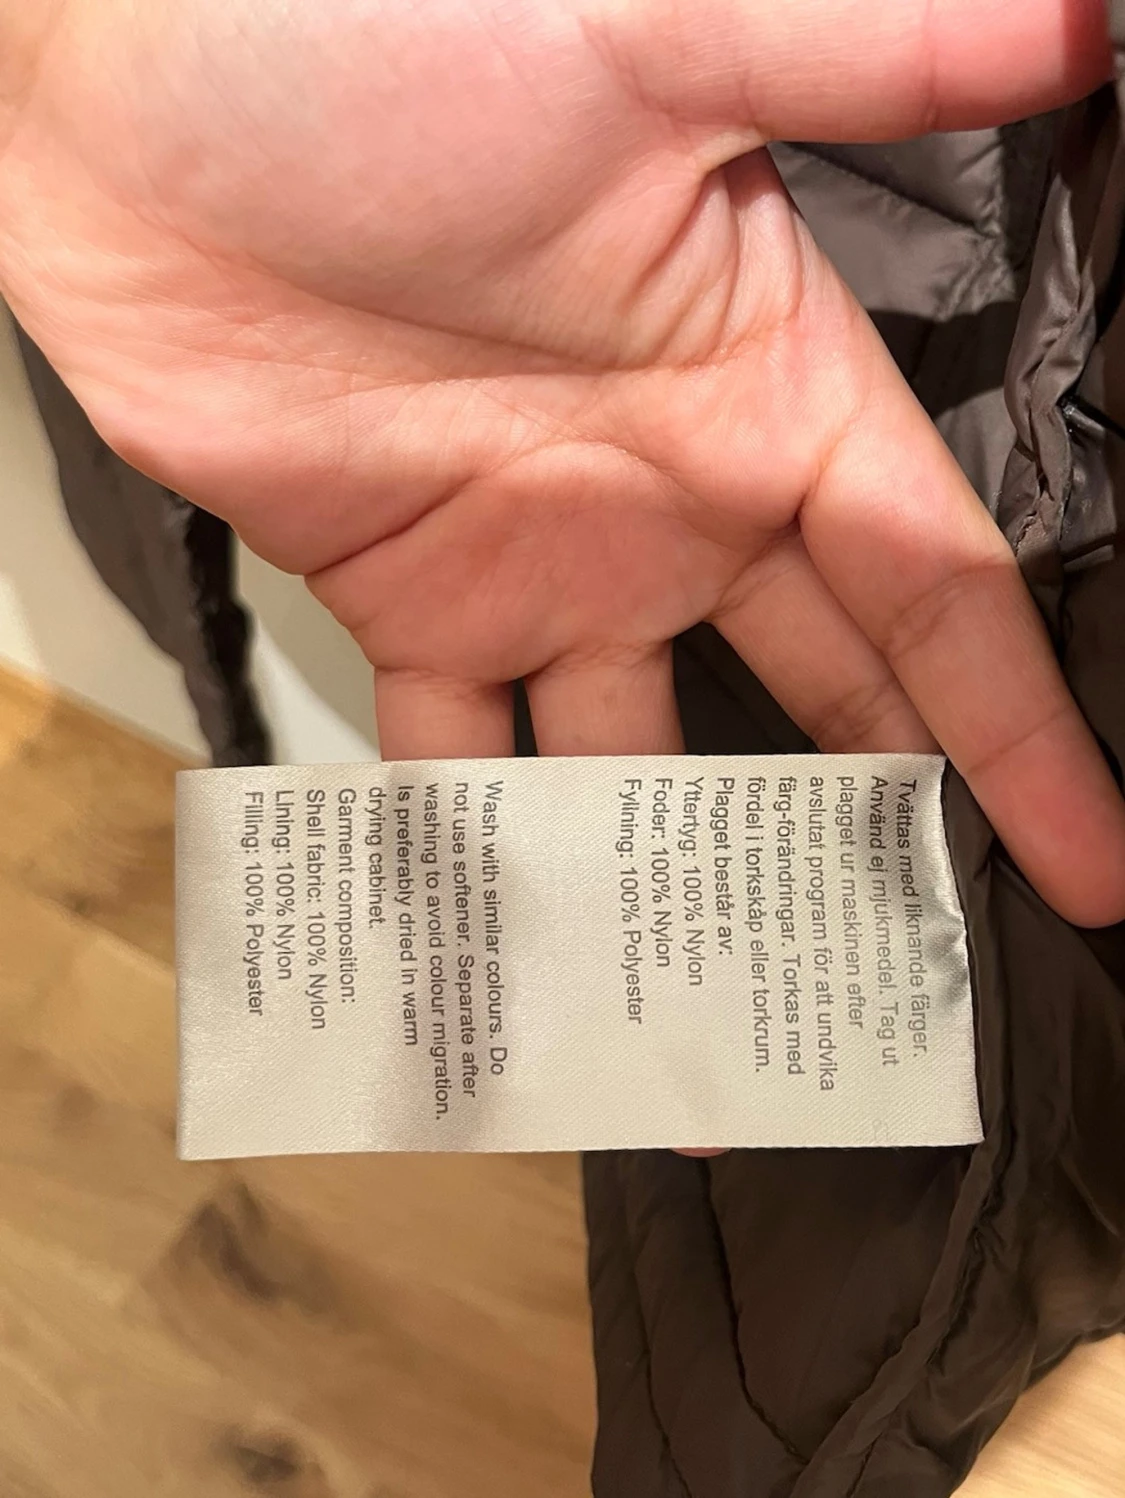 Tvättas med liknande färger.
Använd ej mjukmedel. Tag ut
plagget ur maskinen efter
avslutat program för att undvika
färg-förändringar. Torkas med
fördel i torkskåp eller torkrum.
Plagget består av:
Yttertyg: 100% Nylon
Foder: 100% Nylon
Fyllning: 100% Polyester
Wash with similar colours. Do
not use softener. Separate after
washing to avoid colour migration.
Is preferably dried in warm
drying cabinet.
Garment composition:
Shell fabric: 100% Nylon
Lining: 100% Nylon
Filling: 100% Polyester